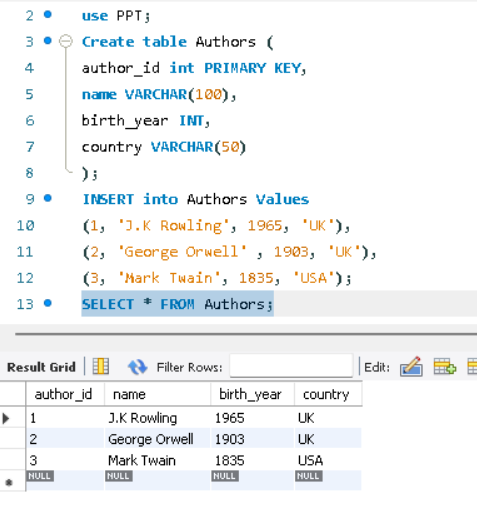 2 use PPT;
3 Create table Authors (
4 author_id int PRIMARY KEY,
5 name VARCHAR(100),
6 birth_year INT,
7 country VARCHAR(50)
8 );
9 INSERT into Authors Values
10 (1, 'J.K Rowling', 1965, 'UK'),
11 (2, 'George Orwell' , 1903, 'UK'),
12 (3, 'Mark Twain', 1835, 'USA');
13 SELECT * FROM Authors;
Result Grid Filter Rows: Edit:
author_id name birth_year country
1 J.K Rowling 1965 UK
2 George Orwell 1903 UK
3 Mark Twain 1835 USA
NULL NULL NULL NULL